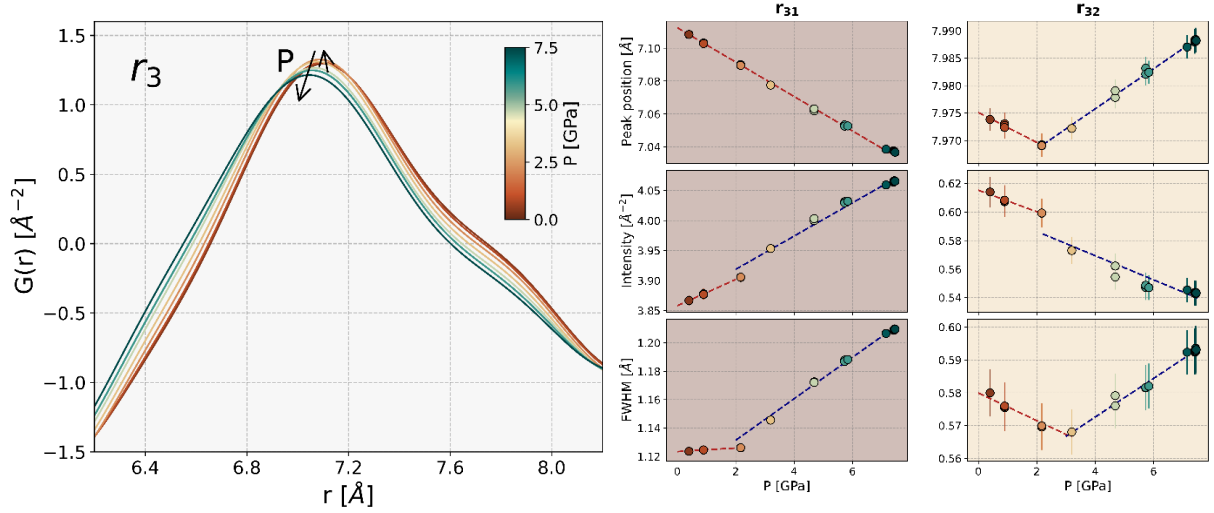 r3
P
1.5
1.0
0.5
0.0
−0.5
−1.0
−1.5
G(r) [Å−2]
6.4 6.8 7.2 7.6 8.0
r [Å]
7.5
5.0
2.5
0.0
P [GPa]
r31
7.10
7.08
7.06
7.04
Peak position [Å]
4.05
4.00
3.95
3.90
3.85
Intensity [Å−2]
1.20
1.18
1.16
1.14
1.12
FWHM [Å]
0 2 4 6
P [GPa]
r32
7.990
7.985
7.980
7.975
7.970
0.62
0.60
0.58
0.56
0.54
0.60
0.59
0.58
0.57
0.56
0 2 4 6
P [GPa]